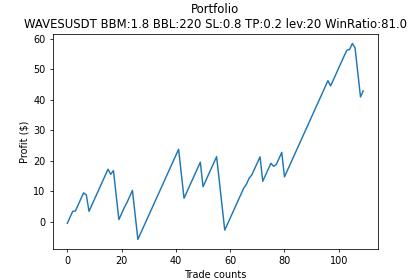 Portfolio
WAVESUSDT BBM:1.8 BBL:220 SL:0.8 TP:0.2 lev:20 WinRatio:81.0
60
50
40
30
20
10
0
Profit ($)
0 20 40 60 80 100
Trade counts